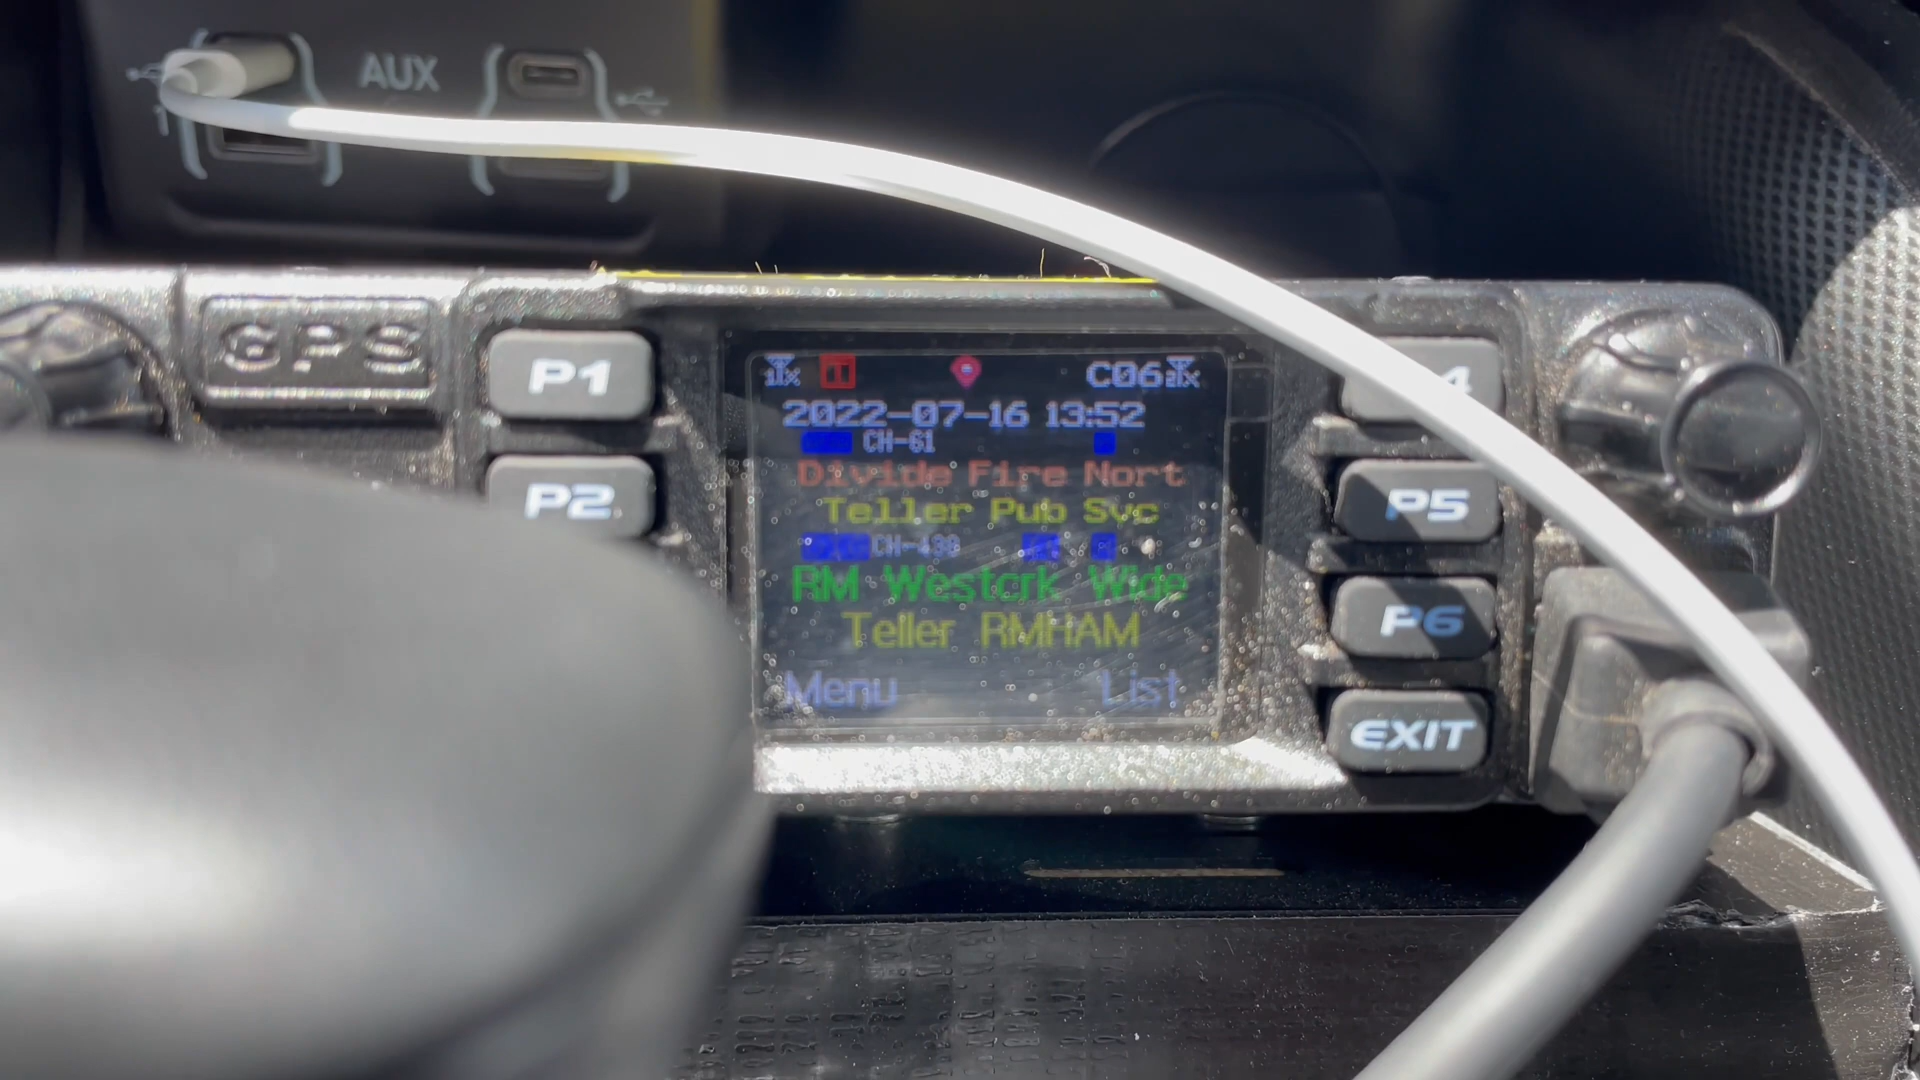 AUX
GPS
P1
P2
C06
2022-07-16 13:52
CH-61
Divide Fire Nort
Teller Pub Svc
CH-430
RM Westcrk Wide
Teller RMHAM
Menu List
P5
P6
EXIT